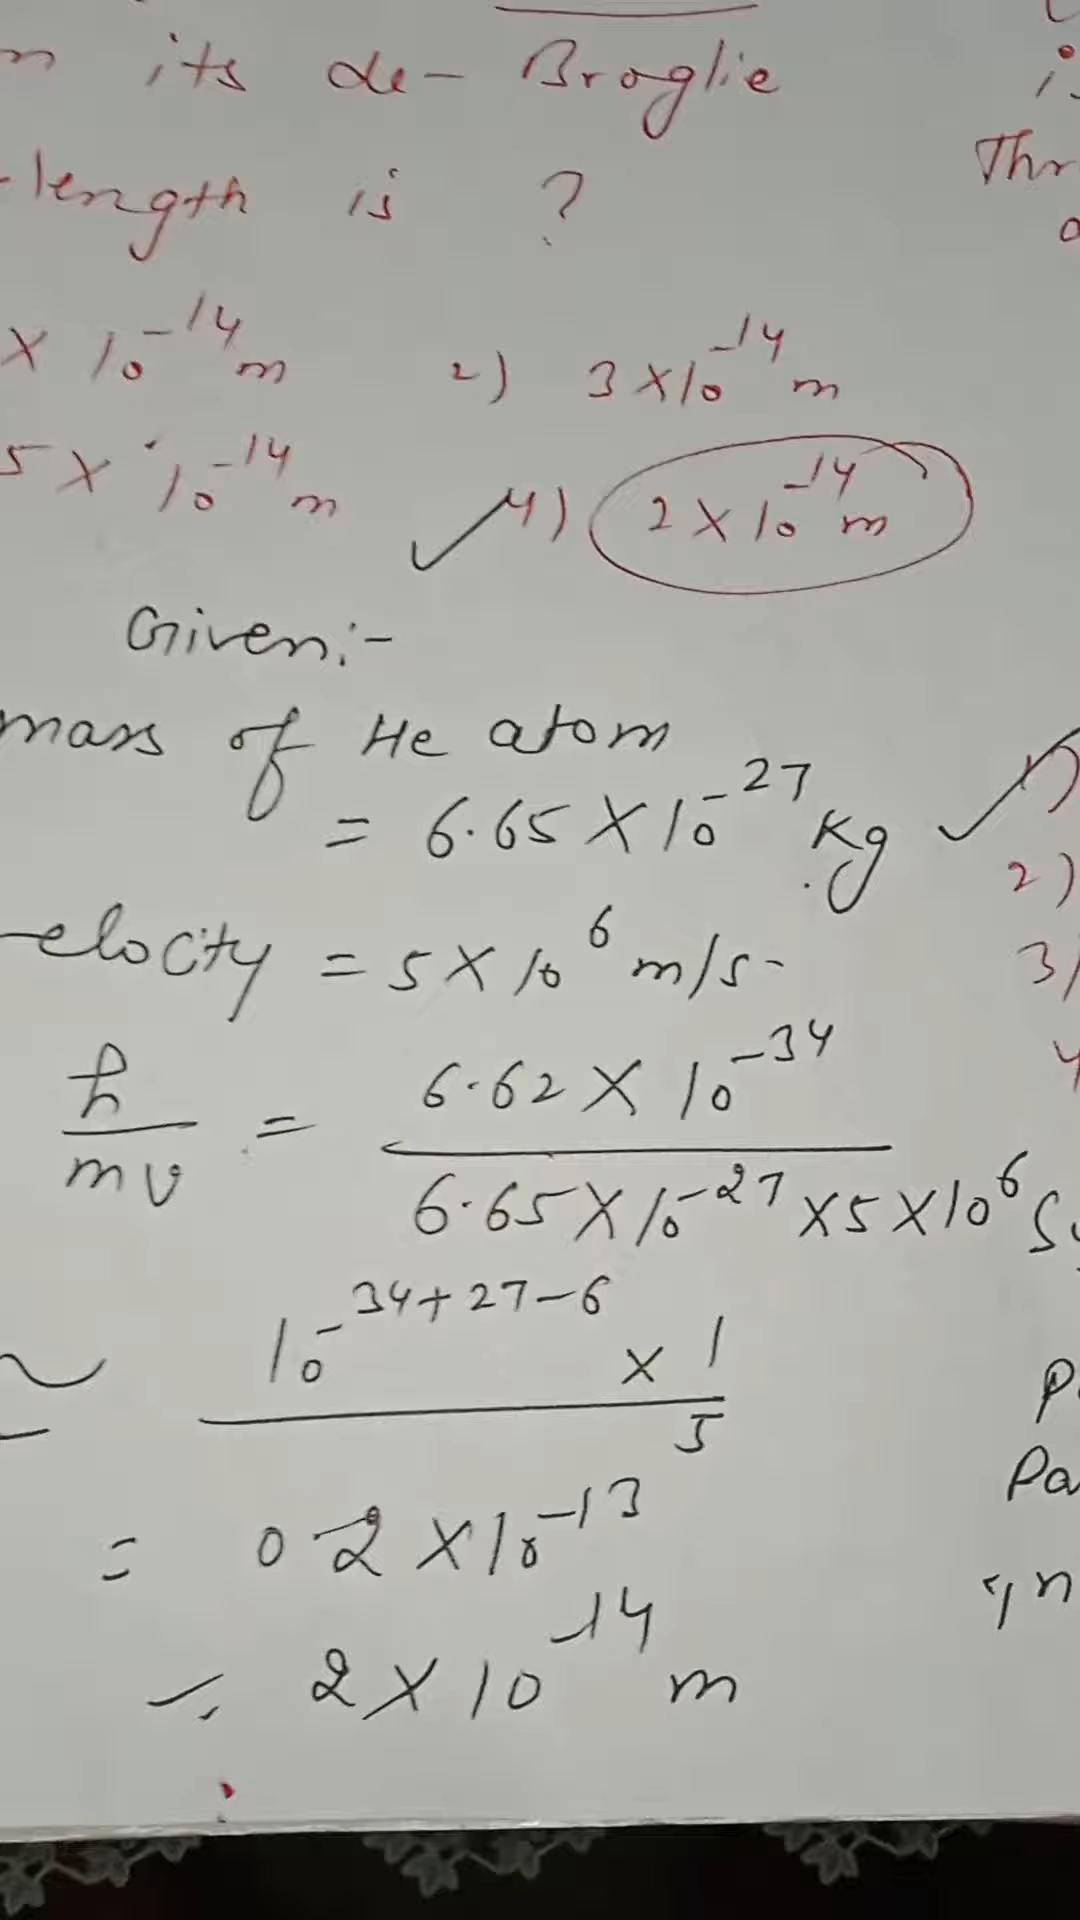 its de- Broglie
length is ?
× 10^-14 m 2) 3 × 10^-14 m
5 × 10^-14 m 4) 2 × 10^-14 m
Given:-
mass of He atom
= 6.65 × 10^-27 kg
elocity = 5 × 10^6 m/s-
h/mv = 6.62 × 10^-34 / 6.65 × 10^-27 × 5 × 10^6
≃ 10^-34+27-6 × 1 / 5
= 0.2 × 10^-13
= 2 × 10^-14 m
Thr
2)
3)
4
Pa
in